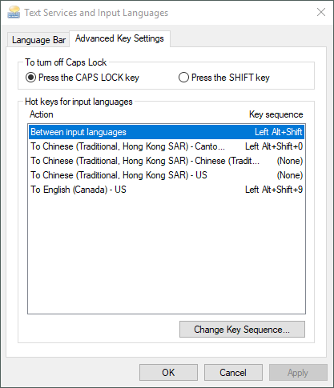 Text Services and Input Languages
Language Bar
Advanced Key Settings
To turn off Caps Lock
Press the CAPS LOCK key
Press the SHIFT key
Hot keys for input languages
Action Key sequence
Between input languages Left Alt+Shift
To Chinese (Traditional, Hong Kong SAR) - Canto... Left Alt+Shift+0
To Chinese (Traditional, Hong Kong SAR) - Chinese (Tradit... (None)
To Chinese (Traditional, Hong Kong SAR) - US (None)
To English (Canada) - US Left Alt+Shift+9
Change Key Sequence...
OK Cancel Apply